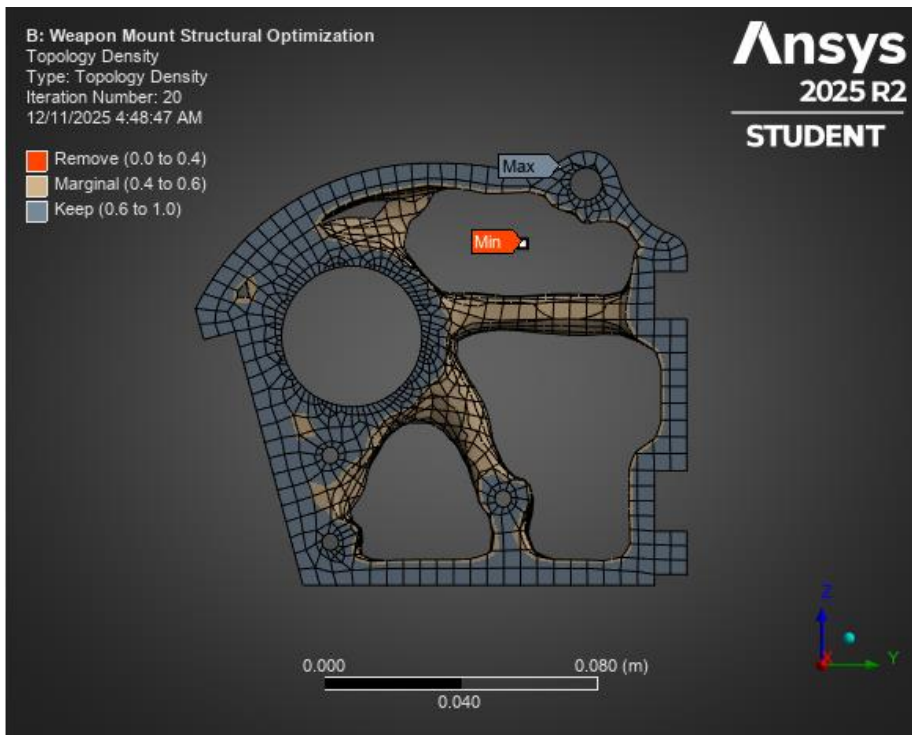 B: Weapon Mount Structural Optimization
Topology Density
Type: Topology Density
Iteration Number: 20
12/11/2025 4:48:47 AM
Remove (0.0 to 0.4)
Marginal (0.4 to 0.6)
Keep (0.6 to 1.0)
Ansys
2025 R2
STUDENT
Max
Min
0.000
0.080 (m)
0.040
Z
X
Y